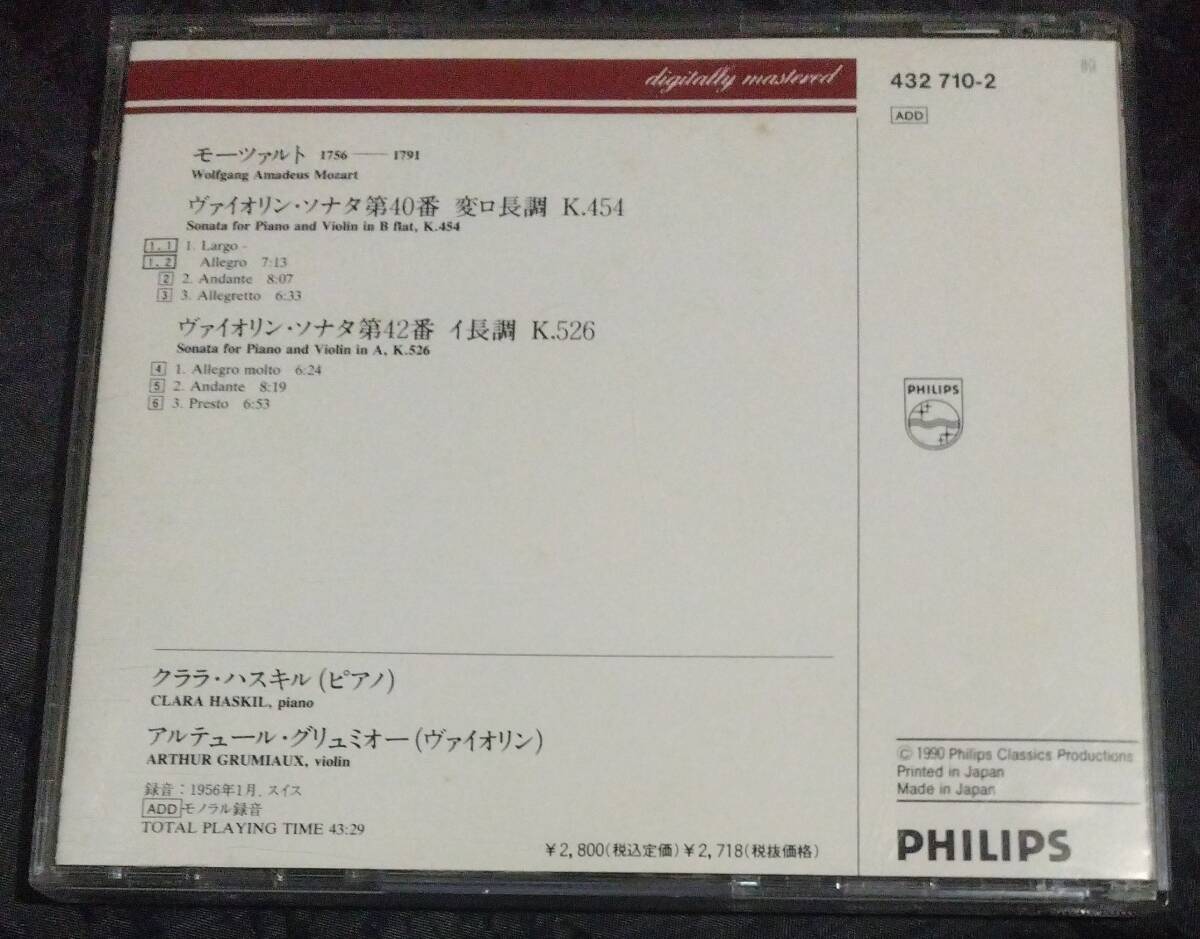 digitally mastered
432 710-2
ADD
モーツァルト 1756 — 1791
Wolfgang Amadeus Mozart
ヴァイオリン・ソナタ第40番 変ロ長調 K.454
Sonata for Piano and Violin in B flat, K.454
1.1 1. Largo -
1.2 Allegro 7:13
2 2. Andante 8:07
3 3. Allegretto 6:33
ヴァイオリン・ソナタ第42番 イ長調 K.526
Sonata for Piano and Violin in A, K.526
4 1. Allegro molto 6:24
5 2. Andante 8:19
6 3. Presto 6:53
PHILIPS
クララ・ハスキル(ピアノ)
CLARA HASKIL, piano
アルテュール・グリュミオー(ヴァイオリン)
ARTHUR GRUMIAUX, violin
録音:1956年1月, スイス
ADD モノラル録音
TOTAL PLAYING TIME 43:29
¥2,800(税込定価)¥2,718(税抜価格)
© 1990 Philips Classics Productions
Printed in Japan
Made in Japan
PHILIPS